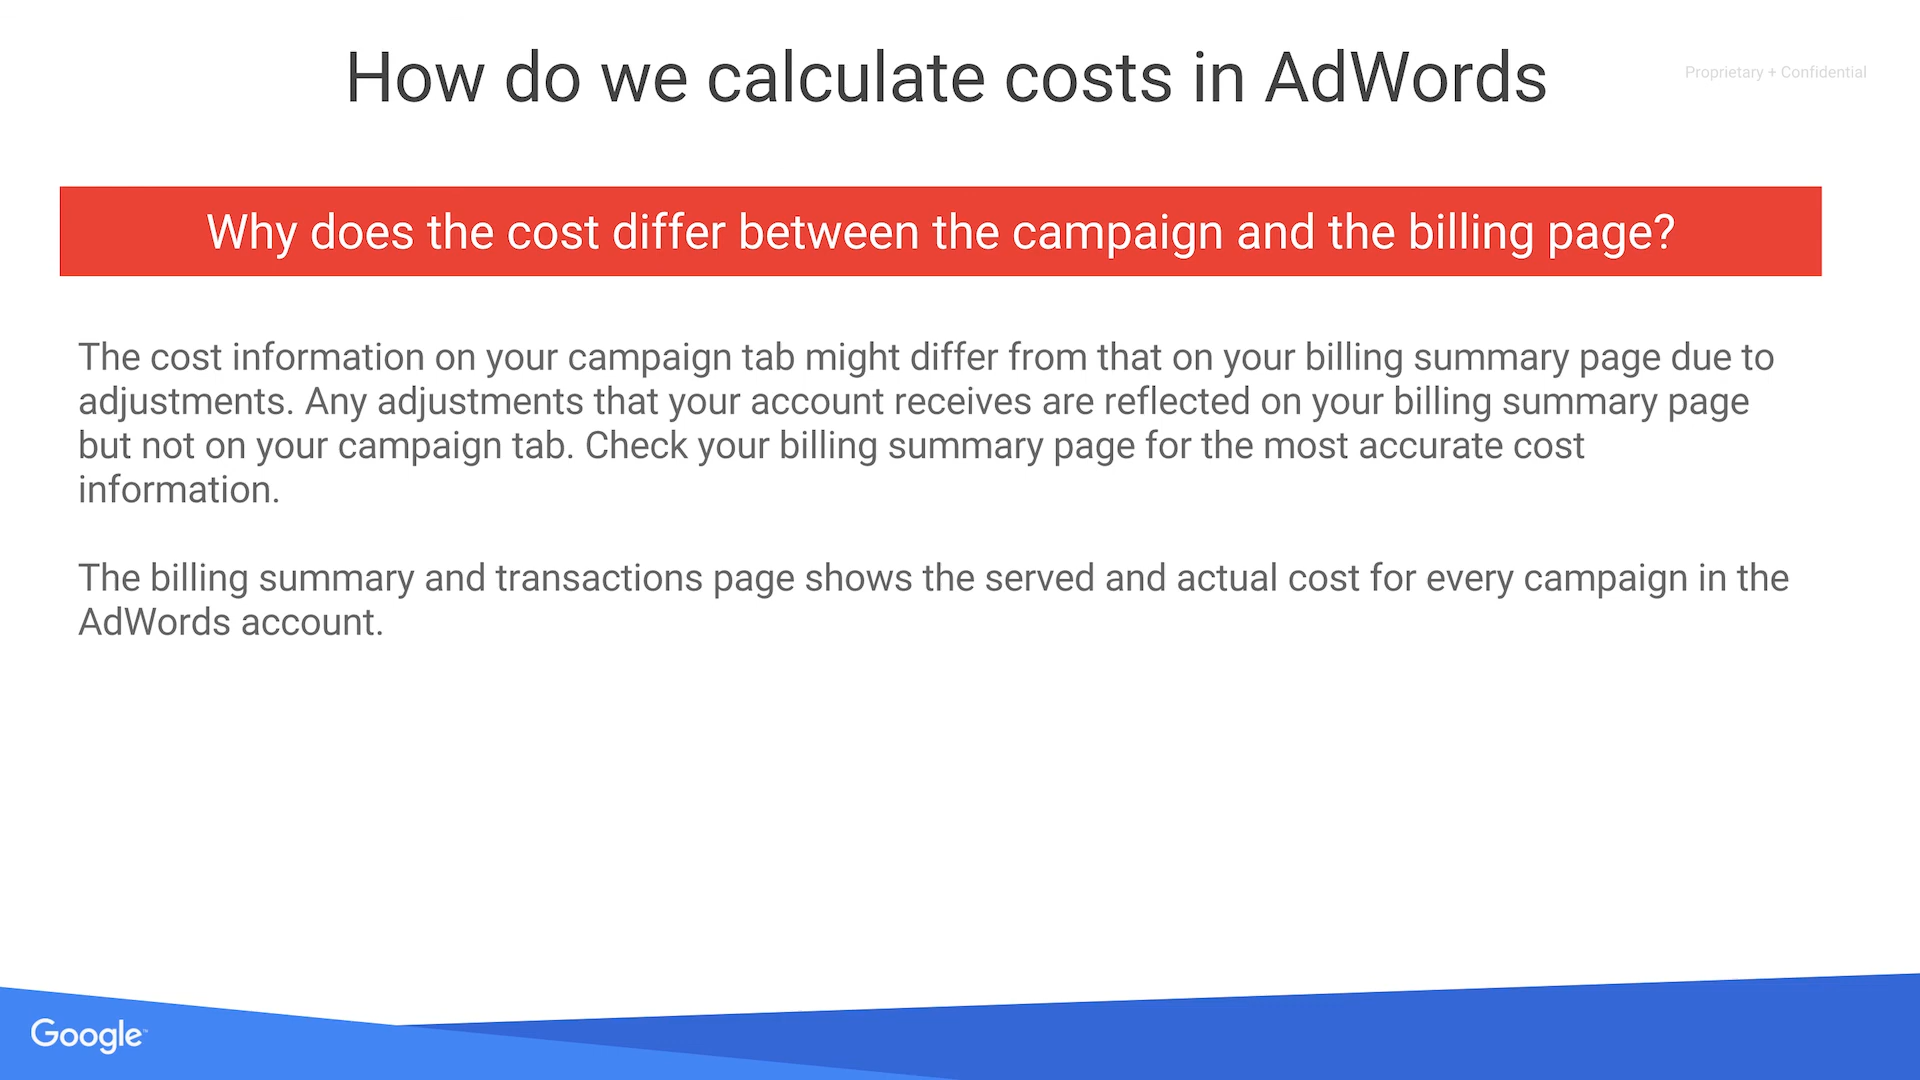 How do we calculate costs in AdWords
Proprietary + Confidential
Why does the cost differ between the campaign and the billing page?
The cost information on your campaign tab might differ from that on your billing summary page due to
adjustments. Any adjustments that your account receives are reflected on your billing summary page
but not on your campaign tab. Check your billing summary page for the most accurate cost
information.
The billing summary and transactions page shows the served and actual cost for every campaign in the
AdWords account.
Google